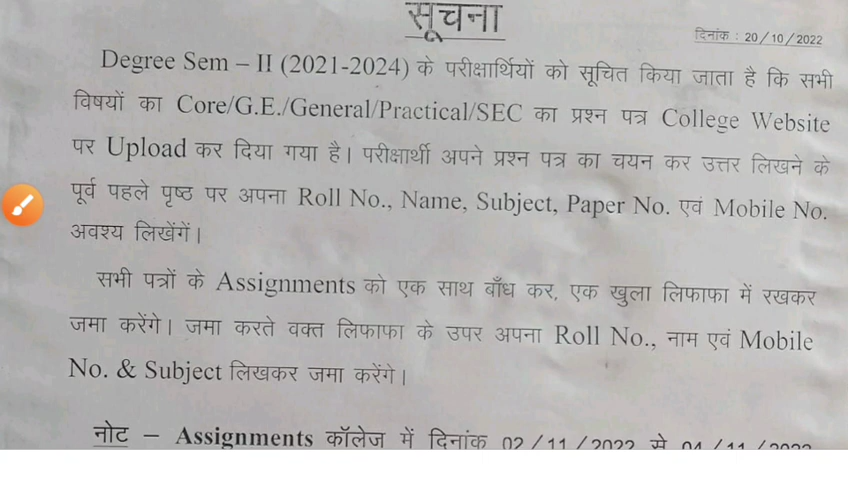 सूचना
दिनांक : 20/10/2022
Degree Sem – II (2021-2024) के परीक्षार्थियों को सूचित किया जाता है कि सभी
विषयों का Core/G.E./General/Practical/SEC का प्रश्न पत्र College Website
पर Upload कर दिया गया है। परीक्षार्थी अपने प्रश्न पत्र का चयन कर उत्तर लिखने के
पूर्व पहले पृष्ठ पर अपना Roll No., Name, Subject, Paper No. एवं Mobile No.
अवश्य लिखेंगें।
सभी पत्रों के Assignments को एक साथ बाँध कर, एक खुला लिफाफा में रखकर
जमा करेंगे। जमा करते वक्त लिफाफा के उपर अपना Roll No., नाम एवं Mobile
No. & Subject लिखकर जमा करेंगे।
नोट – Assignments कॉलेज में दिनांक 02/11/2022 से 04/11/2022